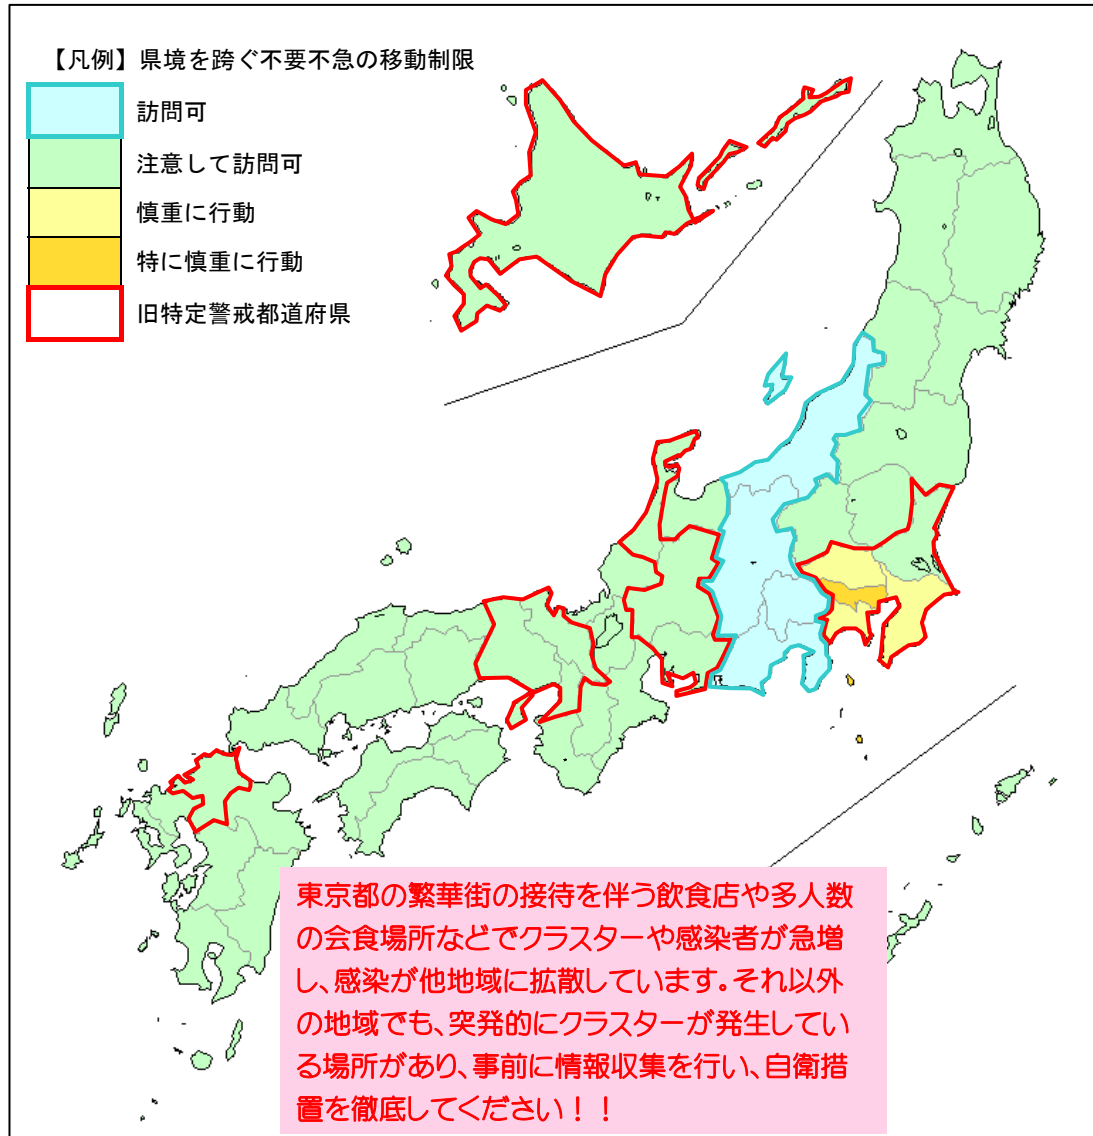 【凡例】県境を跨ぐ不要不急の移動制限
訪問可
注意して訪問可
慎重に行動
特に慎重に行動
旧特定警戒都道府県
東京都の繁華街の接待を伴う飲食店や多人数
の会食場所などでクラスターや感染者が急増
し、感染が他地域に拡散しています。それ以外
の地域でも、突発的にクラスターが発生してい
る場所があり、事前に情報収集を行い、自衛措
置を徹底してください！！